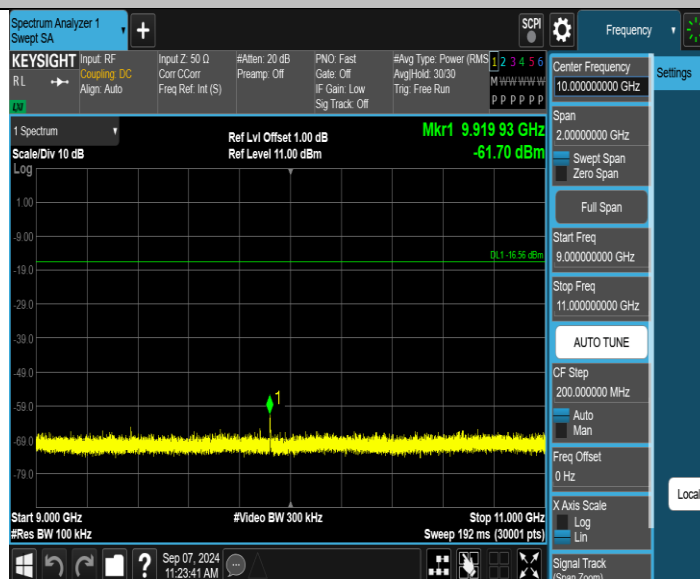 Spectrum Analyzer 1
Swept SA
SCPI
Frequency
KEYSIGHT
RL
LXI
Input: RF
Coupling: DC
Align: Auto
Input Z: 50 Ω
Corr CCorr
Freq Ref: Int (S)
#Atten: 20 dB
Preamp: Off
PNO: Fast
Gate: Off
IF Gain: Low
Sig Track: Off
#Avg Type: Power (RMS
Avg|Hold: 30/30
Trig: Free Run
1 2 3 4 5 6
M W W W W W
P P P P P P
1 Spectrum
Scale/Div 10 dB
Log
Ref Lvl Offset 1.00 dB
Ref Level 11.00 dBm
Mkr1 9.919 93 GHz
-61.70 dBm
1.00
-9.00
-19.0
-29.0
-39.0
-49.0
-59.0
-69.0
-79.0
DL1 -16.56 dBm
1
Start 9.000 GHz
#Res BW 100 kHz
#Video BW 300 kHz
Stop 11.000 GHz
Sweep 192 ms (30001 pts)
Sep 07, 2024
11:23:41 AM
?
Center Frequency
10.000000000 GHz
Span
2.00000000 GHz
Swept Span
Zero Span
Full Span
Start Freq
9.000000000 GHz
Stop Freq
11.000000000 GHz
AUTO TUNE
CF Step
200.000000 MHz
Auto
Man
Freq Offset
0 Hz
X Axis Scale
Log
Lin
Signal Track
(Span Zoom)
Settings
Local